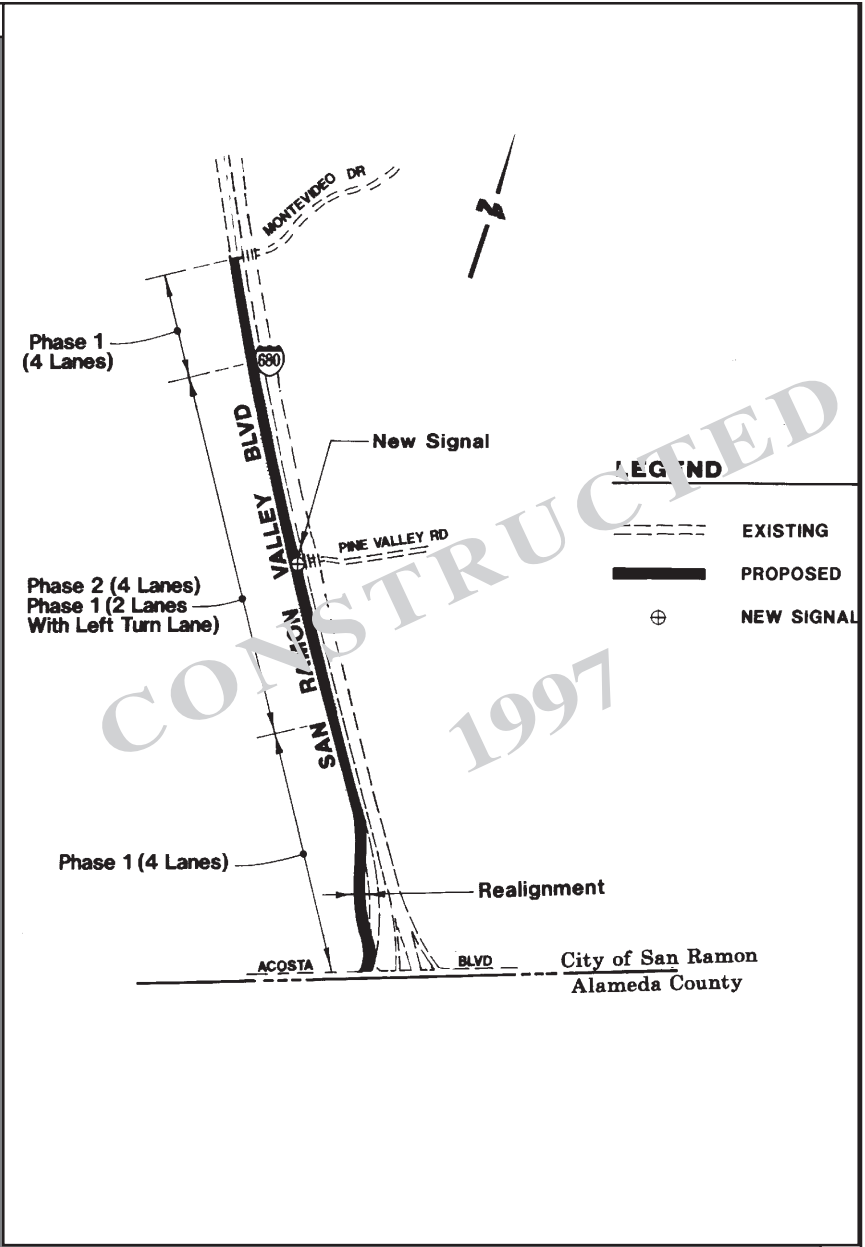 MONTEVIDEO DR
N
Phase 1
(4 Lanes)
680
New Signal
LEGEND
PINE VALLEY RD
EXISTING
PROPOSED
NEW SIGNAL
Phase 2 (4 Lanes)
Phase 1 (2 Lanes
With Left Turn Lane)
SAN RAMON VALLEY BLVD
CONSTRUCTED
1997
Phase 1 (4 Lanes)
Realignment
ACOSTA BLVD
City of San Ramon
Alameda County